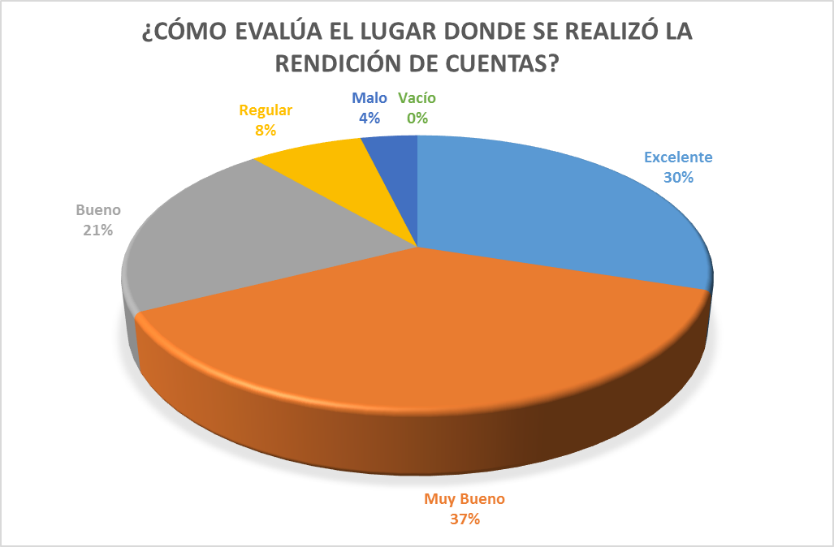 ¿CÓMO EVALÚA EL LUGAR DONDE SE REALIZÓ LA
RENDICIÓN DE CUENTAS?
Malo
4%
Vacío
0%
Regular
8%
Excelente
30%
Bueno
21%
Muy Bueno
37%